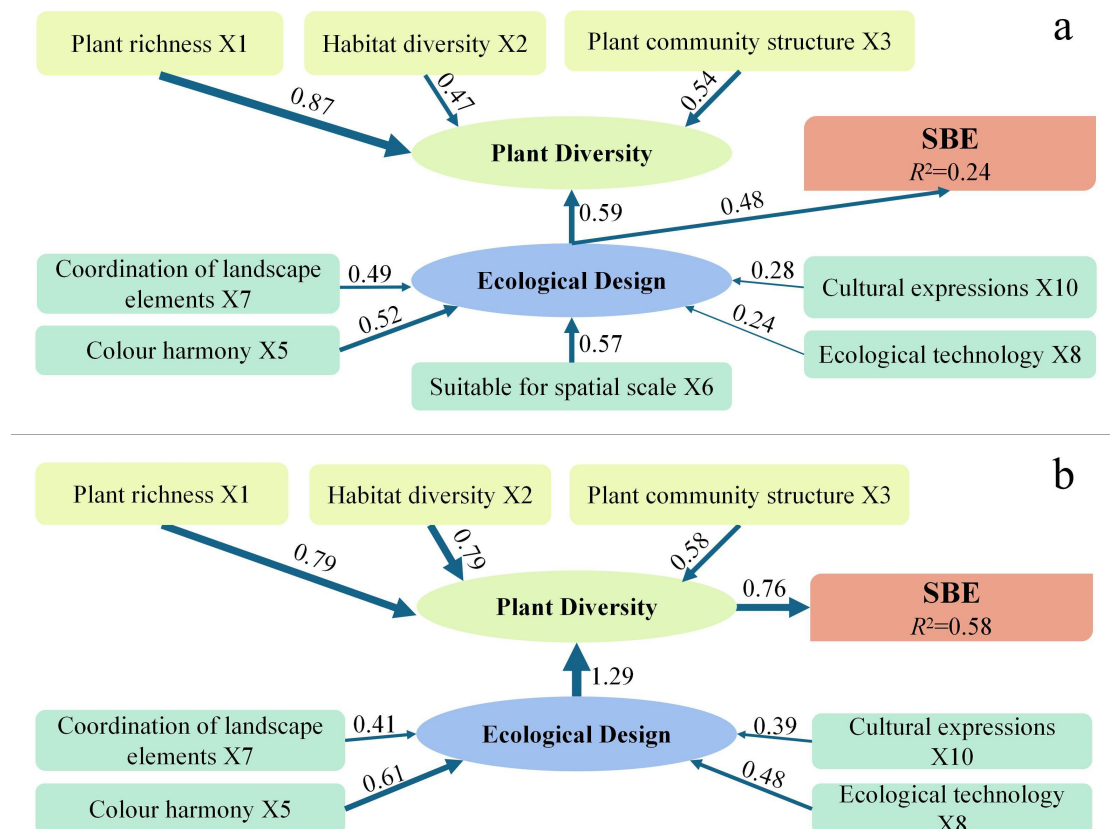 a
Plant richness X1
Habitat diversity X2
Plant community structure X3
0.87
0.47
0.54
Plant Diversity
SBE
R²=0.24
0.59
0.48
Coordination of landscape
elements X7
0.49
Ecological Design
0.28
Cultural expressions X10
Colour harmony X5
0.52
0.57
0.24
Ecological technology X8
Suitable for spatial scale X6
b
Plant richness X1
Habitat diversity X2
Plant community structure X3
0.79
0.79
0.58
Plant Diversity
0.76
SBE
R²=0.58
1.29
Coordination of landscape
elements X7
0.41
Ecological Design
0.39
Cultural expressions
X10
Colour harmony X5
0.61
0.48
Ecological technology
X8